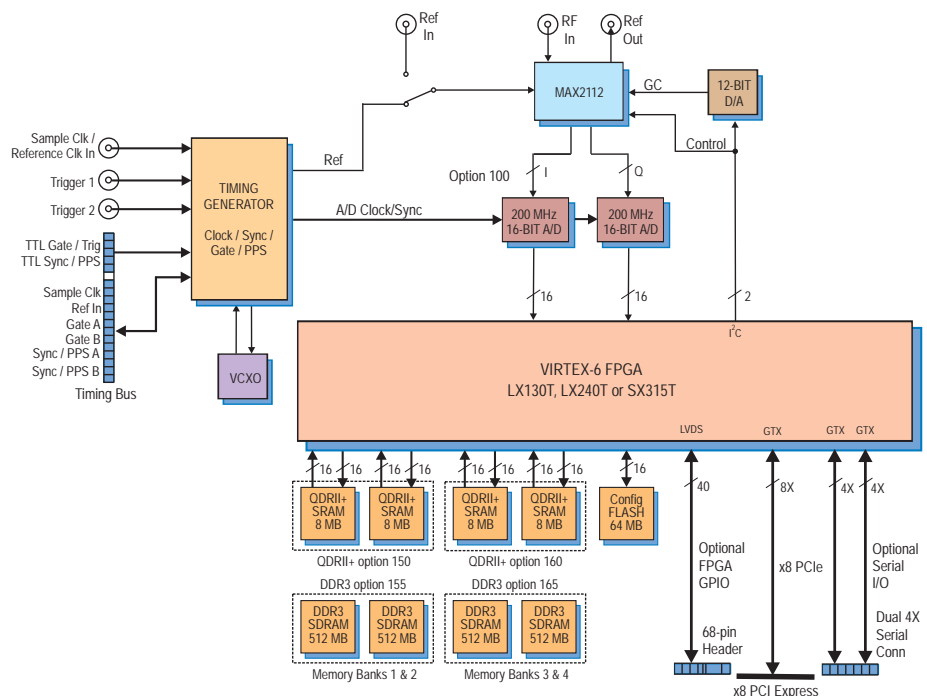 Ref
In
RF
In
Ref
Out
MAX2112
GC
12-BIT
D/A
Control
Sample Clk /
Reference Clk In
Trigger 1
Trigger 2
TTL Gate / Trig
TTL Sync / PPS
Sample Clk
Ref In
Gate A
Gate B
Sync / PPS A
Sync / PPS B
Timing Bus
TIMING
GENERATOR
Clock / Sync /
Gate / PPS
VCXO
Ref
A/D Clock/Sync
Option 100
I
Q
200 MHz
16-BIT A/D
200 MHz
16-BIT A/D
16
16
2
I2C
VIRTEX-6 FPGA
LX130T, LX240T or SX315T
LVDS
GTX
GTX
GTX
16
16
16
16
16
16
16
16
16
40
8X
4X
4X
QDRII+
SRAM
8 MB
QDRII+
SRAM
8 MB
QDRII+
SRAM
8 MB
QDRII+
SRAM
8 MB
Config
FLASH
64 MB
QDRII+ option 150
QDRII+ option 160
DDR3 option 155
DDR3 option 165
DDR3
SDRAM
512 MB
DDR3
SDRAM
512 MB
DDR3
SDRAM
512 MB
DDR3
SDRAM
512 MB
Memory Banks 1 & 2
Memory Banks 3 & 4
Optional
FPGA
GPIO
x8 PCIe
Optional
Serial
I/O
68-pin
Header
Dual 4X
Serial
Conn
x8 PCI Express